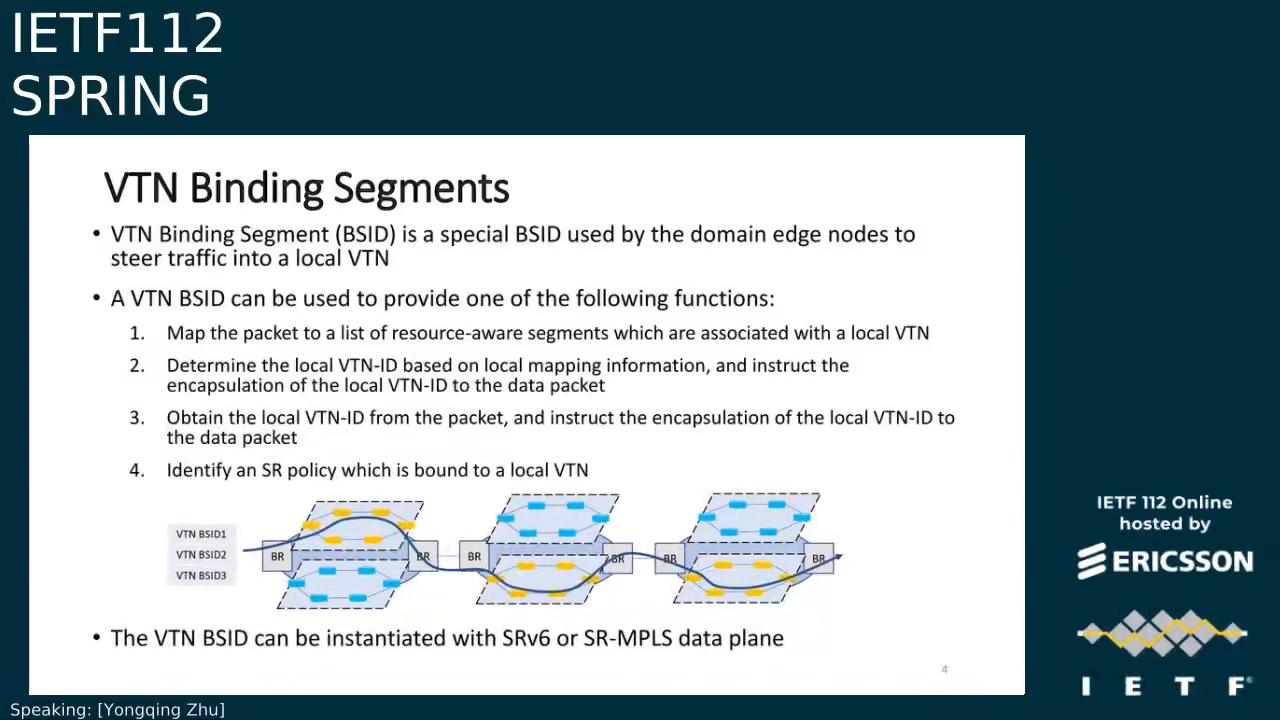 IETF112
SPRING
VTN Binding Segments
• VTN Binding Segment (BSID) is a special BSID used by the domain edge nodes to
steer traffic into a local VTN
• A VTN BSID can be used to provide one of the following functions:
1. Map the packet to a list of resource-aware segments which are associated with a local VTN
2. Determine the local VTN-ID based on local mapping information, and instruct the
encapsulation of the local VTN-ID to the data packet
3. Obtain the local VTN-ID from the packet, and instruct the encapsulation of the local VTN-ID to
the data packet
4. Identify an SR policy which is bound to a local VTN
VTN BSID1
VTN BSID2
VTN BSID3
BR
BR
BR
BR
BR
BR
• The VTN BSID can be instantiated with SRv6 or SR-MPLS data plane
4
IETF 112 Online
hosted by
ERICSSON
I E T F®
Speaking: [Yongqing Zhu]